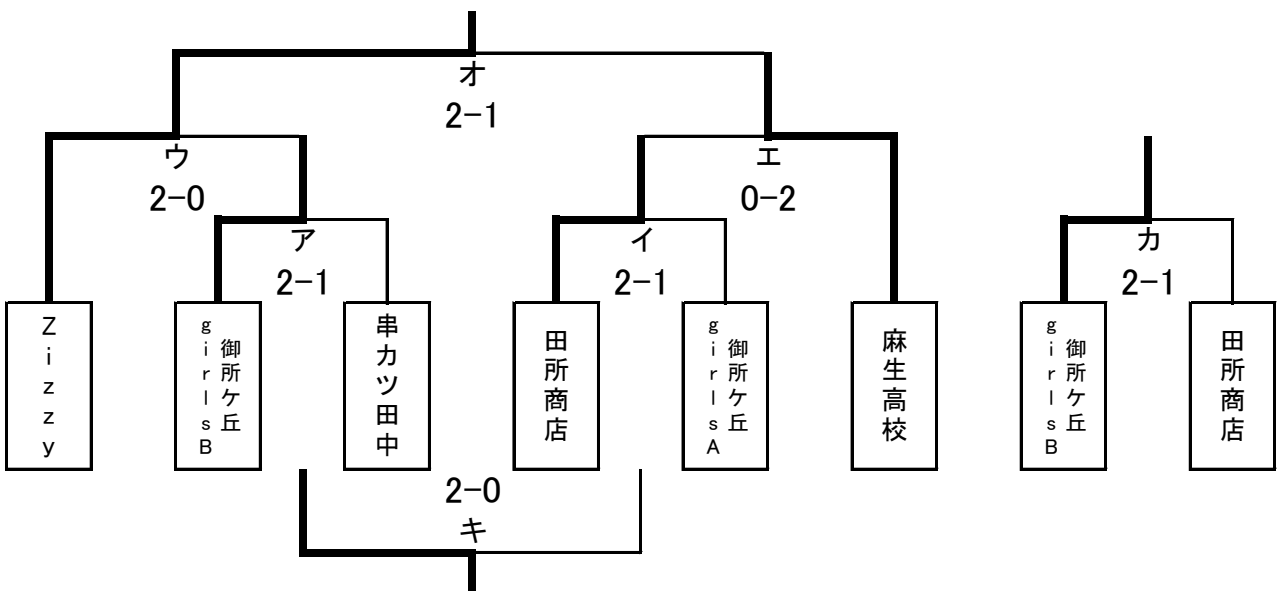 オ
2-1
ウ
2-0
エ
0-2
ア
2-1
イ
2-1
カ
2-1
Zizzy
御所ケ丘
girlsB
串カツ田中
田所商店
御所ケ丘
girlsA
麻生高校
御所ケ丘
girlsB
田所商店
2-0
キ